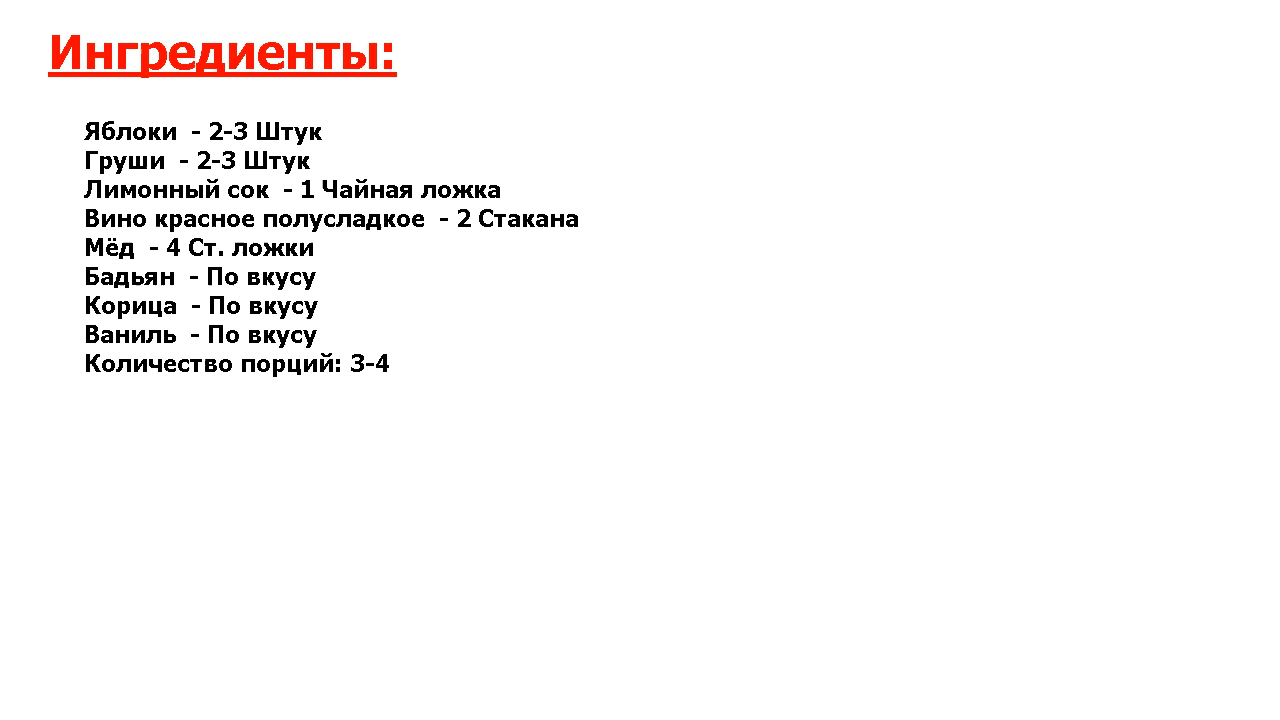 Ингредиенты:
Яблоки - 2-3 Штук
Груши - 2-3 Штук
Лимонный сок - 1 Чайная ложка
Вино красное полусладкое - 2 Стакана
Мёд - 4 Ст. ложки
Бадьян - По вкусу
Корица - По вкусу
Ваниль - По вкусу
Количество порций: 3-4